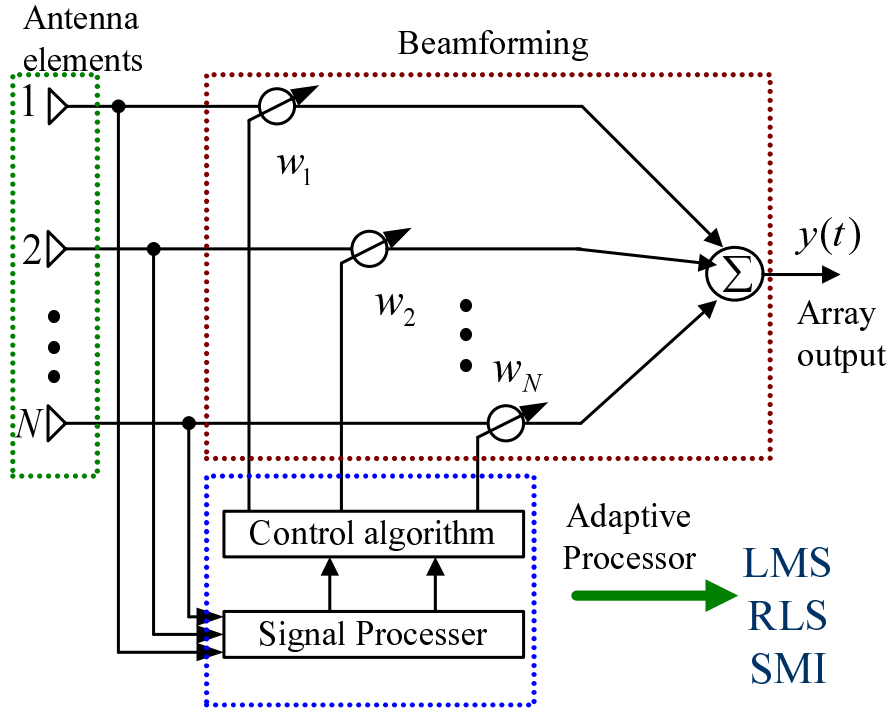 Antenna
elements
Beamforming
1
w1
2
w2
wN
N
Σ
y(t)
Array
output
Control algorithm
Signal Processer
Adaptive
Processor
LMS
RLS
SMI